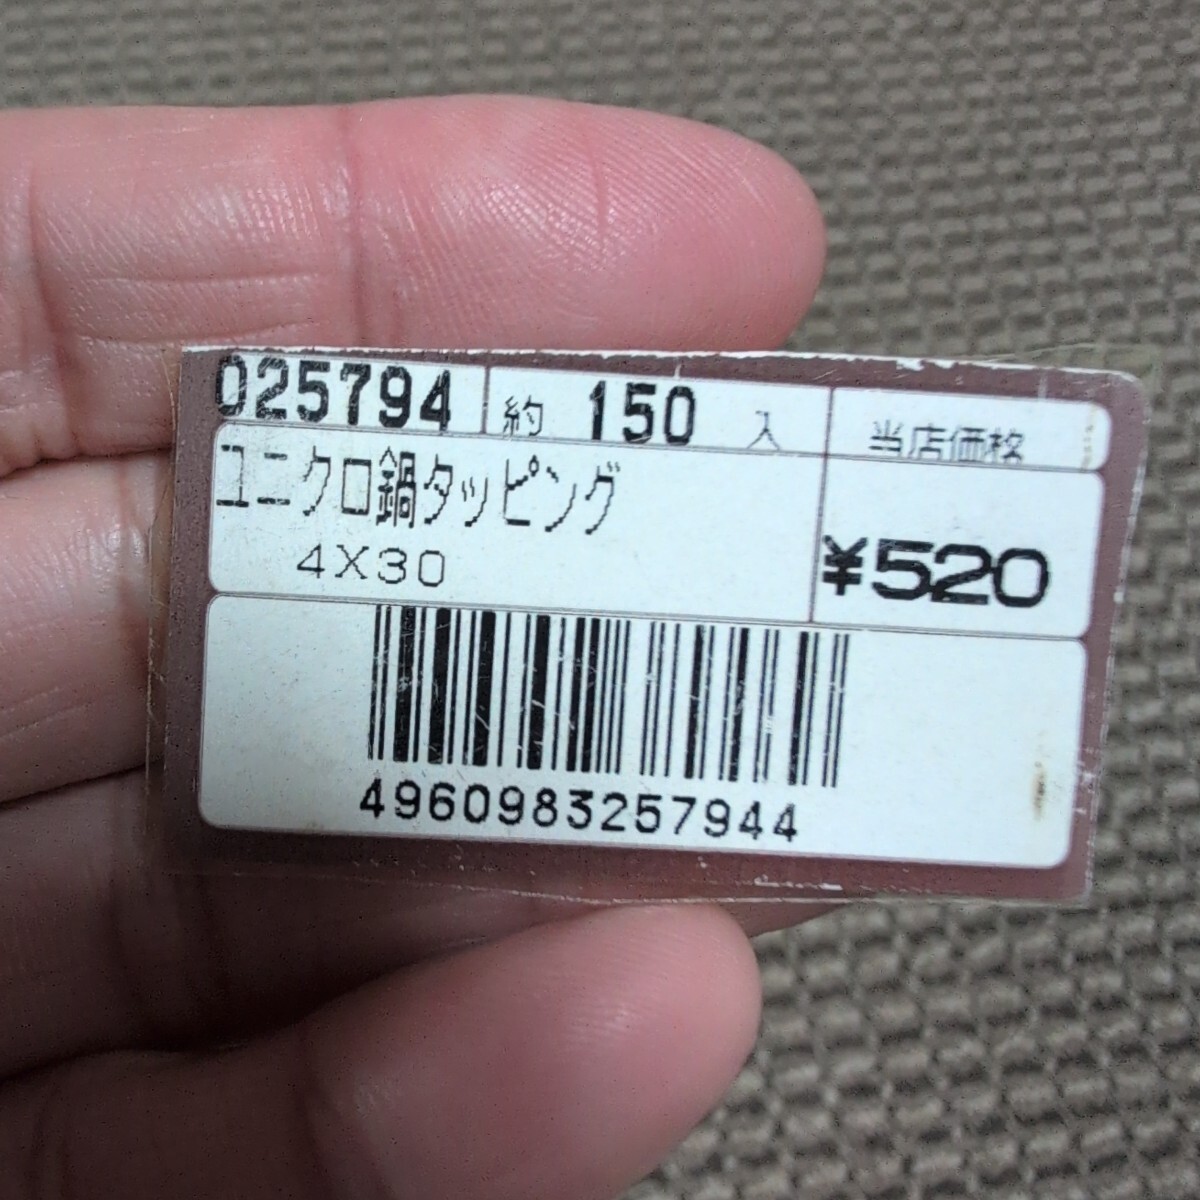 025794 約 150 入 当店価格
ユニクロ鍋タッピング
4X30 ¥520
4960983257944